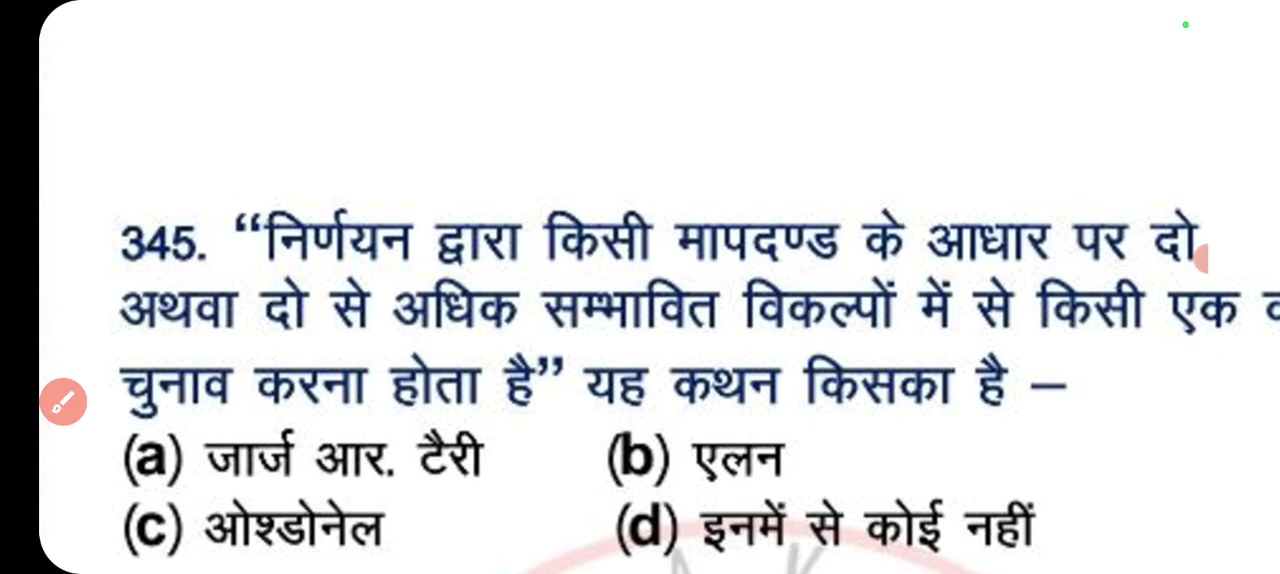 345. “निर्णयन द्वारा किसी मापदण्ड के आधार पर दो
अथवा दो से अधिक सम्भावित विकल्पों में से किसी एक
चुनाव करना होता है” यह कथन किसका है –
(a) जार्ज आर. टैरी (b) एलन
(c) ओश्डोनेल (d) इनमें से कोई नहीं